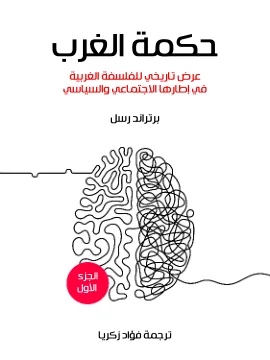 حكمة الغرب
عرض تاريخي للفلسفة الغربية
في إطارها الاجتماعي والسياسي
برتراند رسل
الجزء
الأول
ترجمة فؤاد زكريا